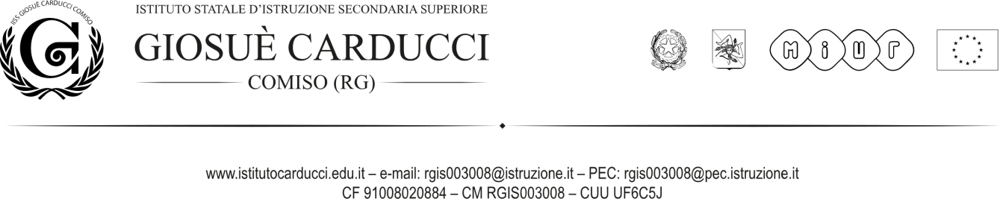 IISS GIOSUÈ CARDUCCI COMISO
ISTITUTO STATALE D'ISTRUZIONE SECONDARIA SUPERIORE
GIOSUÈ CARDUCCI
COMISO (RG)
MiUr
www.istitutocarducci.edu.it – e-mail: rgis003008@istruzione.it – PEC: rgis003008@pec.istruzione.it
CF 91008020884 – CM RGIS003008 – CUU UF6C5J